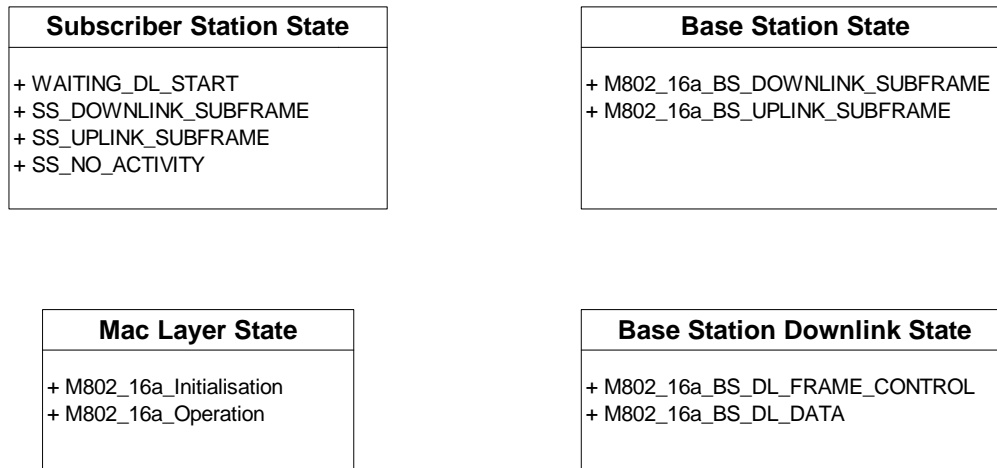 Subscriber Station State
+ WAITING_DL_START
+ SS_DOWNLINK_SUBFRAME
+ SS_UPLINK_SUBFRAME
+ SS_NO_ACTIVITY
Base Station State
+ M802_16a_BS_DOWNLINK_SUBFRAME
+ M802_16a_BS_UPLINK_SUBFRAME
Mac Layer State
+ M802_16a_Initialisation
+ M802_16a_Operation
Base Station Downlink State
+ M802_16a_BS_DL_FRAME_CONTROL
+ M802_16a_BS_DL_DATA